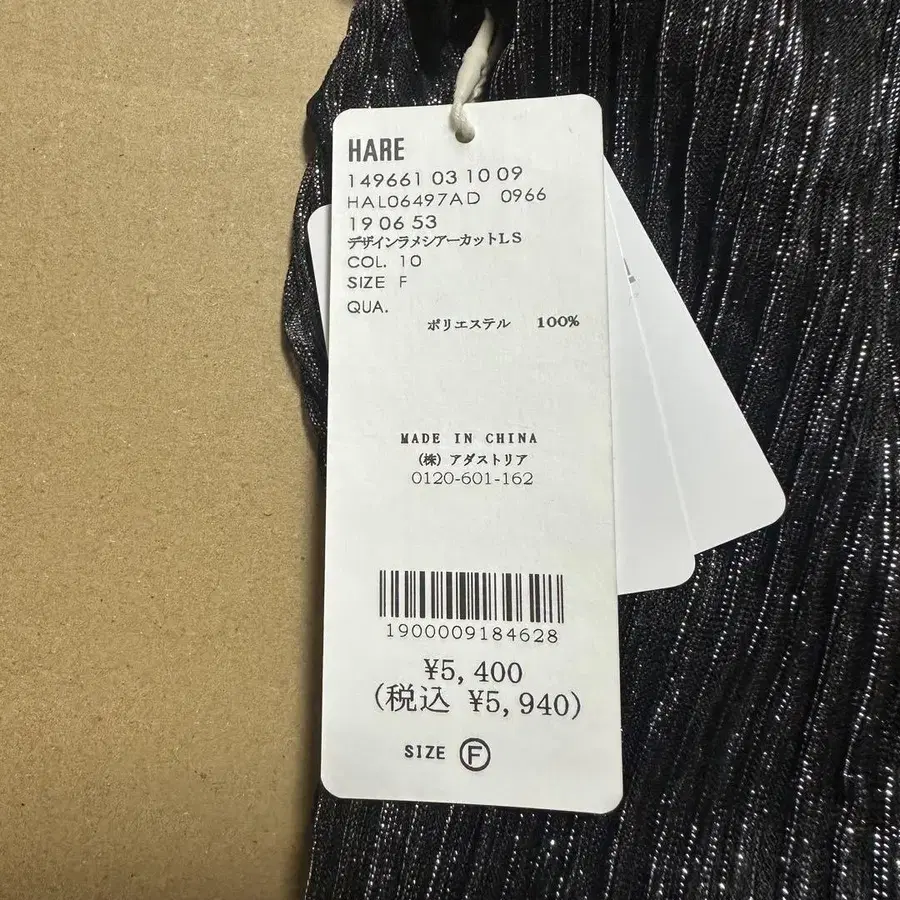 HARE
149661 03 10 09
HAL06497AD 0966
19 06 53
デザインラメシアーカットLS
COL. 10
SIZE F
QUA.
ポリエステル 100%
MADE IN CHINA
(株) アダストリア
0120-601-162
1900009184628
¥5,400
(税込 ¥5,940)
SIZE F